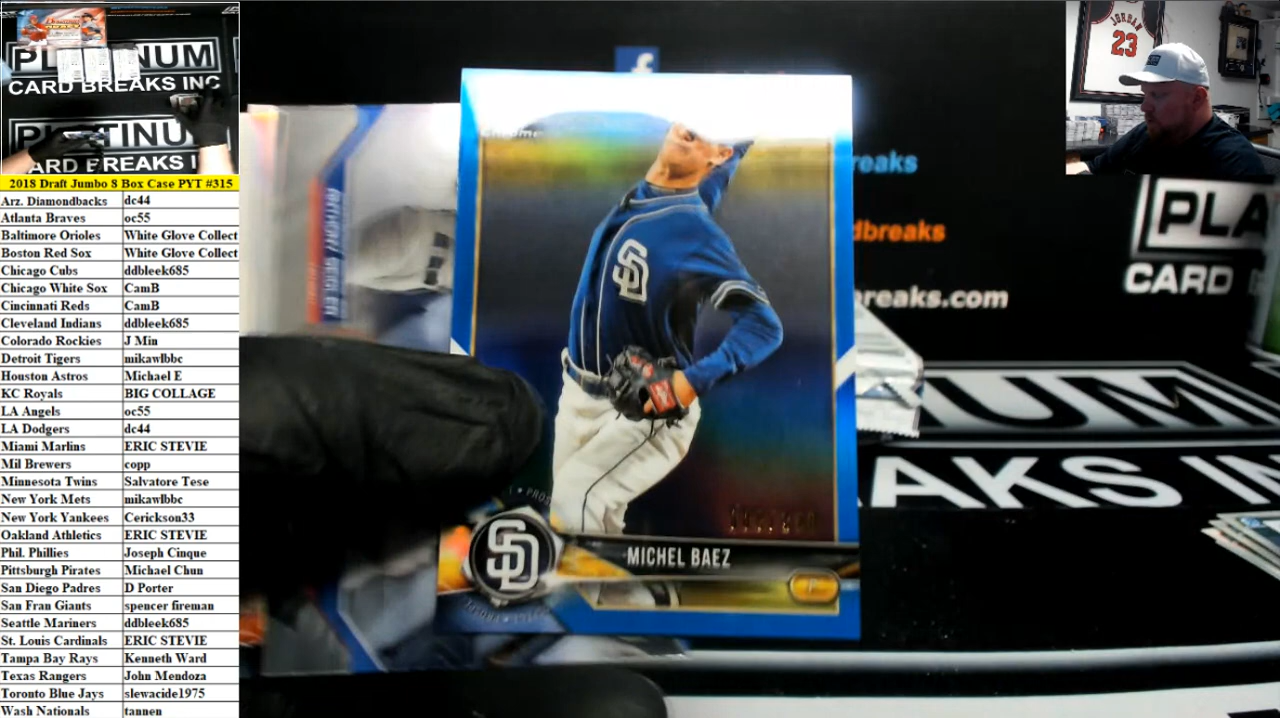 PLATINUM
CARD BREAKS INC
PLATINUM
CARD BREAKS I
2018 Draft Jumbo 8 Box Case PYT #315
Arz. Diamondbacks dc44
Atlanta Braves oc55
Baltimore Orioles White Glove Collect
Boston Red Sox White Glove Collect
Chicago Cubs ddbleek685
Chicago White Sox CamB
Cincinnati Reds CamB
Cleveland Indians ddbleek685
Colorado Rockies J Min
Detroit Tigers mikawlbbc
Houston Astros Michael E
KC Royals BIG COLLAGE
LA Angels oc55
LA Dodgers dc44
Miami Marlins ERIC STEVIE
Mil Brewers copp
Minnesota Twins Salvatore Tese
New York Mets mikawlbbc
New York Yankees Cerickson33
Oakland Athletics ERIC STEVIE
Phil. Phillies Joseph Cinque
Pittsburgh Pirates Michael Chun
San Diego Padres D Porter
San Fran Giants spencer fireman
Seattle Mariners ddbleek685
St. Louis Cardinals ERIC STEVIE
Tampa Bay Rays Kenneth Ward
Texas Rangers John Mendoza
Toronto Blue Jays slewacide1975
Wash Nationals tannen
f
Chrome
SD
SD
MICHEL BAEZ
P
JORDAN
23
reaks
dbreaks
reaks.com
PLA
CARD
UM
AKS IN